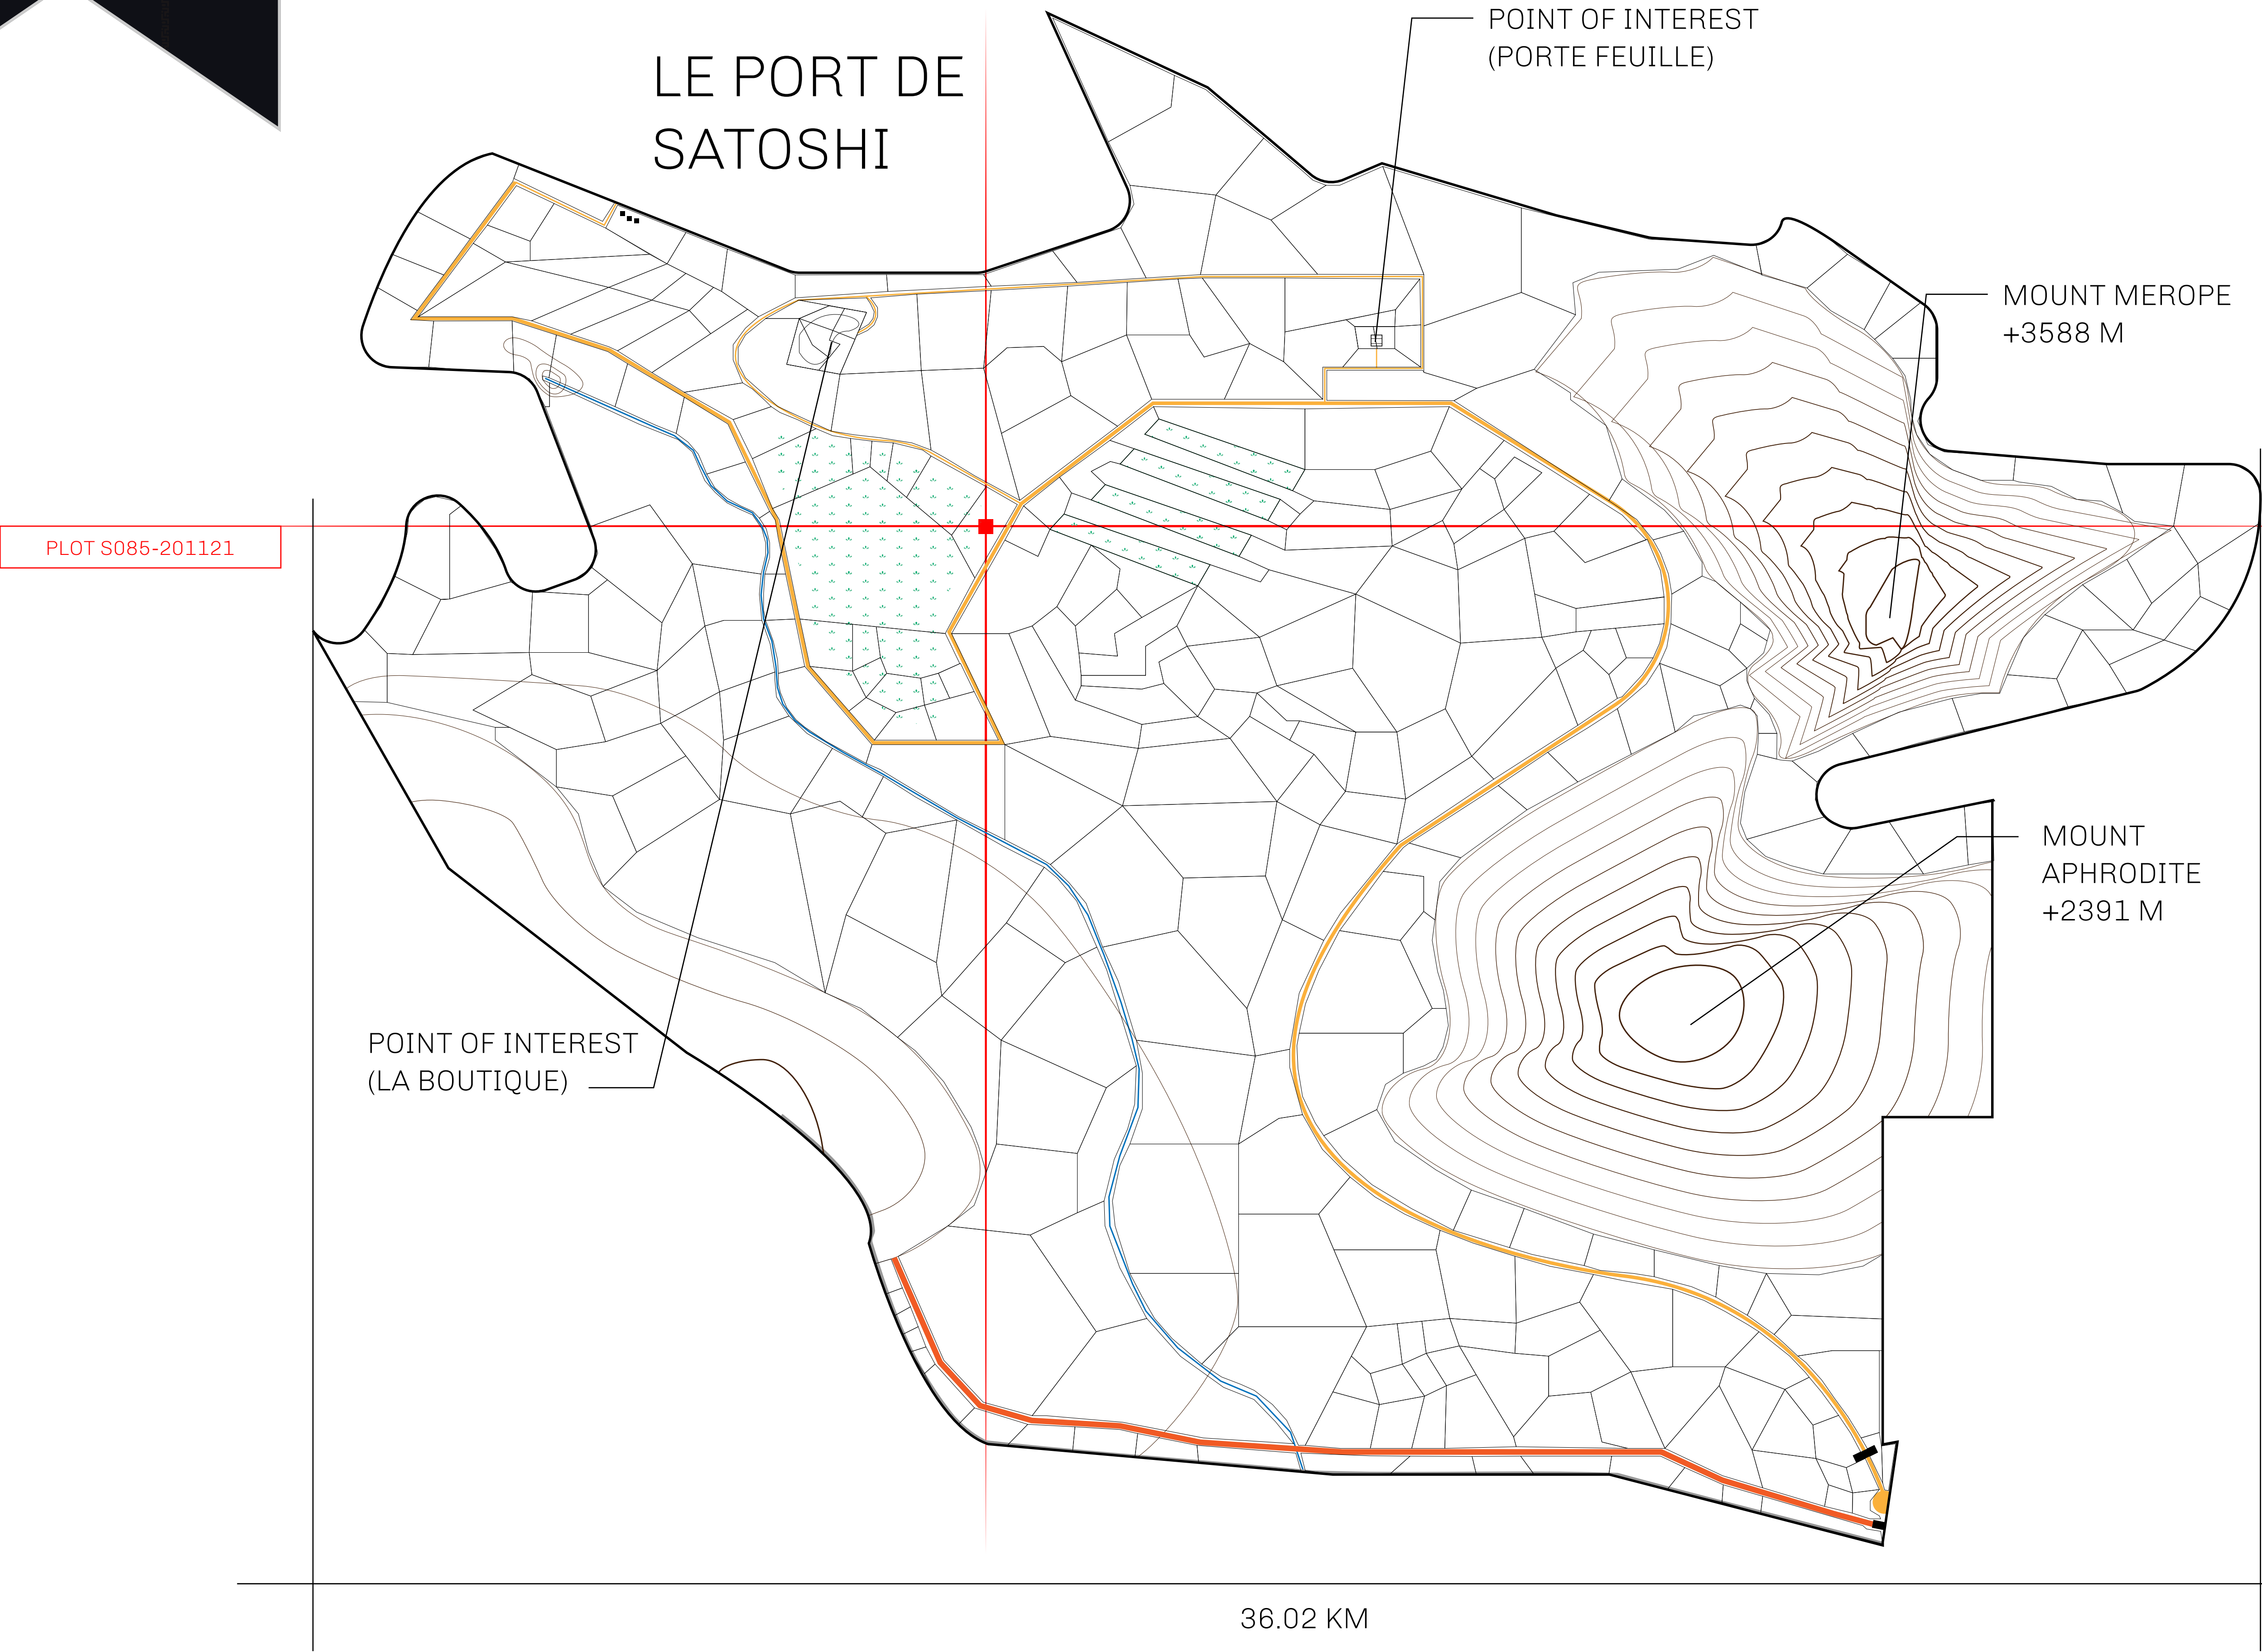 POINT OF INTEREST
(PORTE FEUILLE)
LE PORT DE
SATOSHI
MOUNT MEROPE
+3588 M
PLOT S085-201121
MOUNT
APHRODITE
+2391 M
POINT OF INTEREST
(LA BOUTIQUE)
36.02 KM